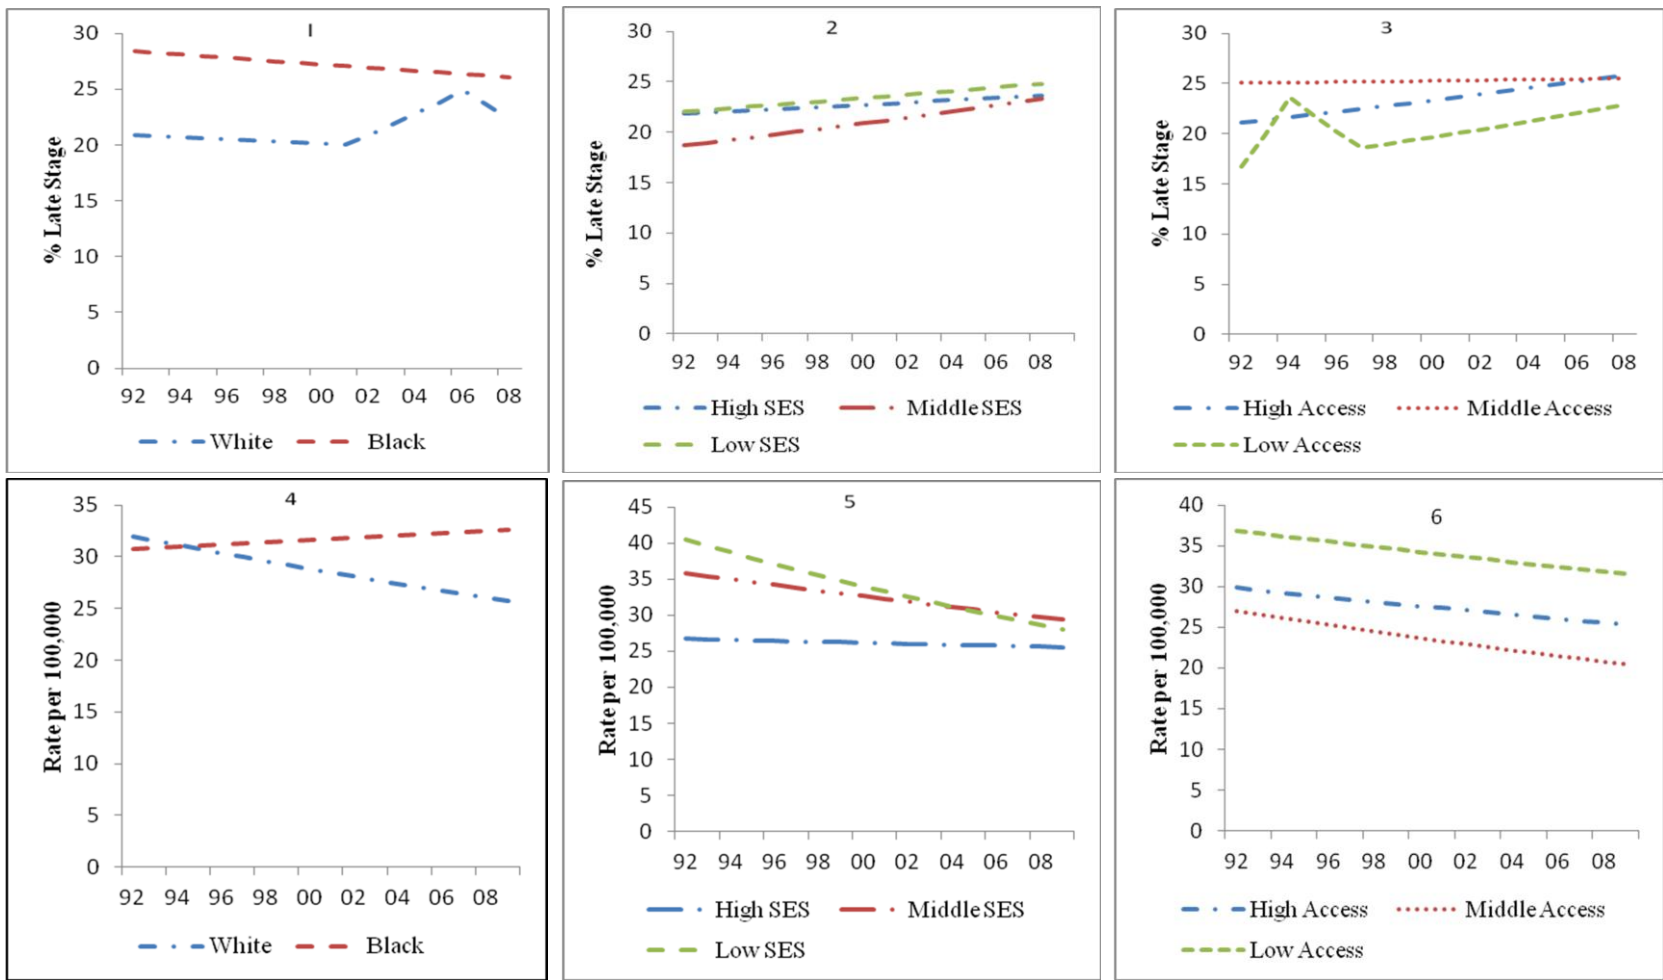 1
% Late Stage
30
25
20
15
10
5
0
92 94 96 98 00 02 04 06 08
White Black
2
% Late Stage
30
25
20
15
10
5
0
92 94 96 98 00 02 04 06 08
High SES Middle SES
Low SES
3
% Late Stage
30
25
20
15
10
5
0
92 94 96 98 00 02 04 06 08
High Access Middle Access
Low Access
4
Rate per 100,000
35
30
25
20
15
10
5
0
92 94 96 98 00 02 04 06 08
White Black
5
Rate per 100,000
45
40
35
30
25
20
15
10
5
0
92 94 96 98 00 02 04 06 08
High SES Middle SES
Low SES
6
Rate per 100,000
40
35
30
25
20
15
10
5
0
92 94 96 98 00 02 04 06 08
High Access Middle Access
Low Access